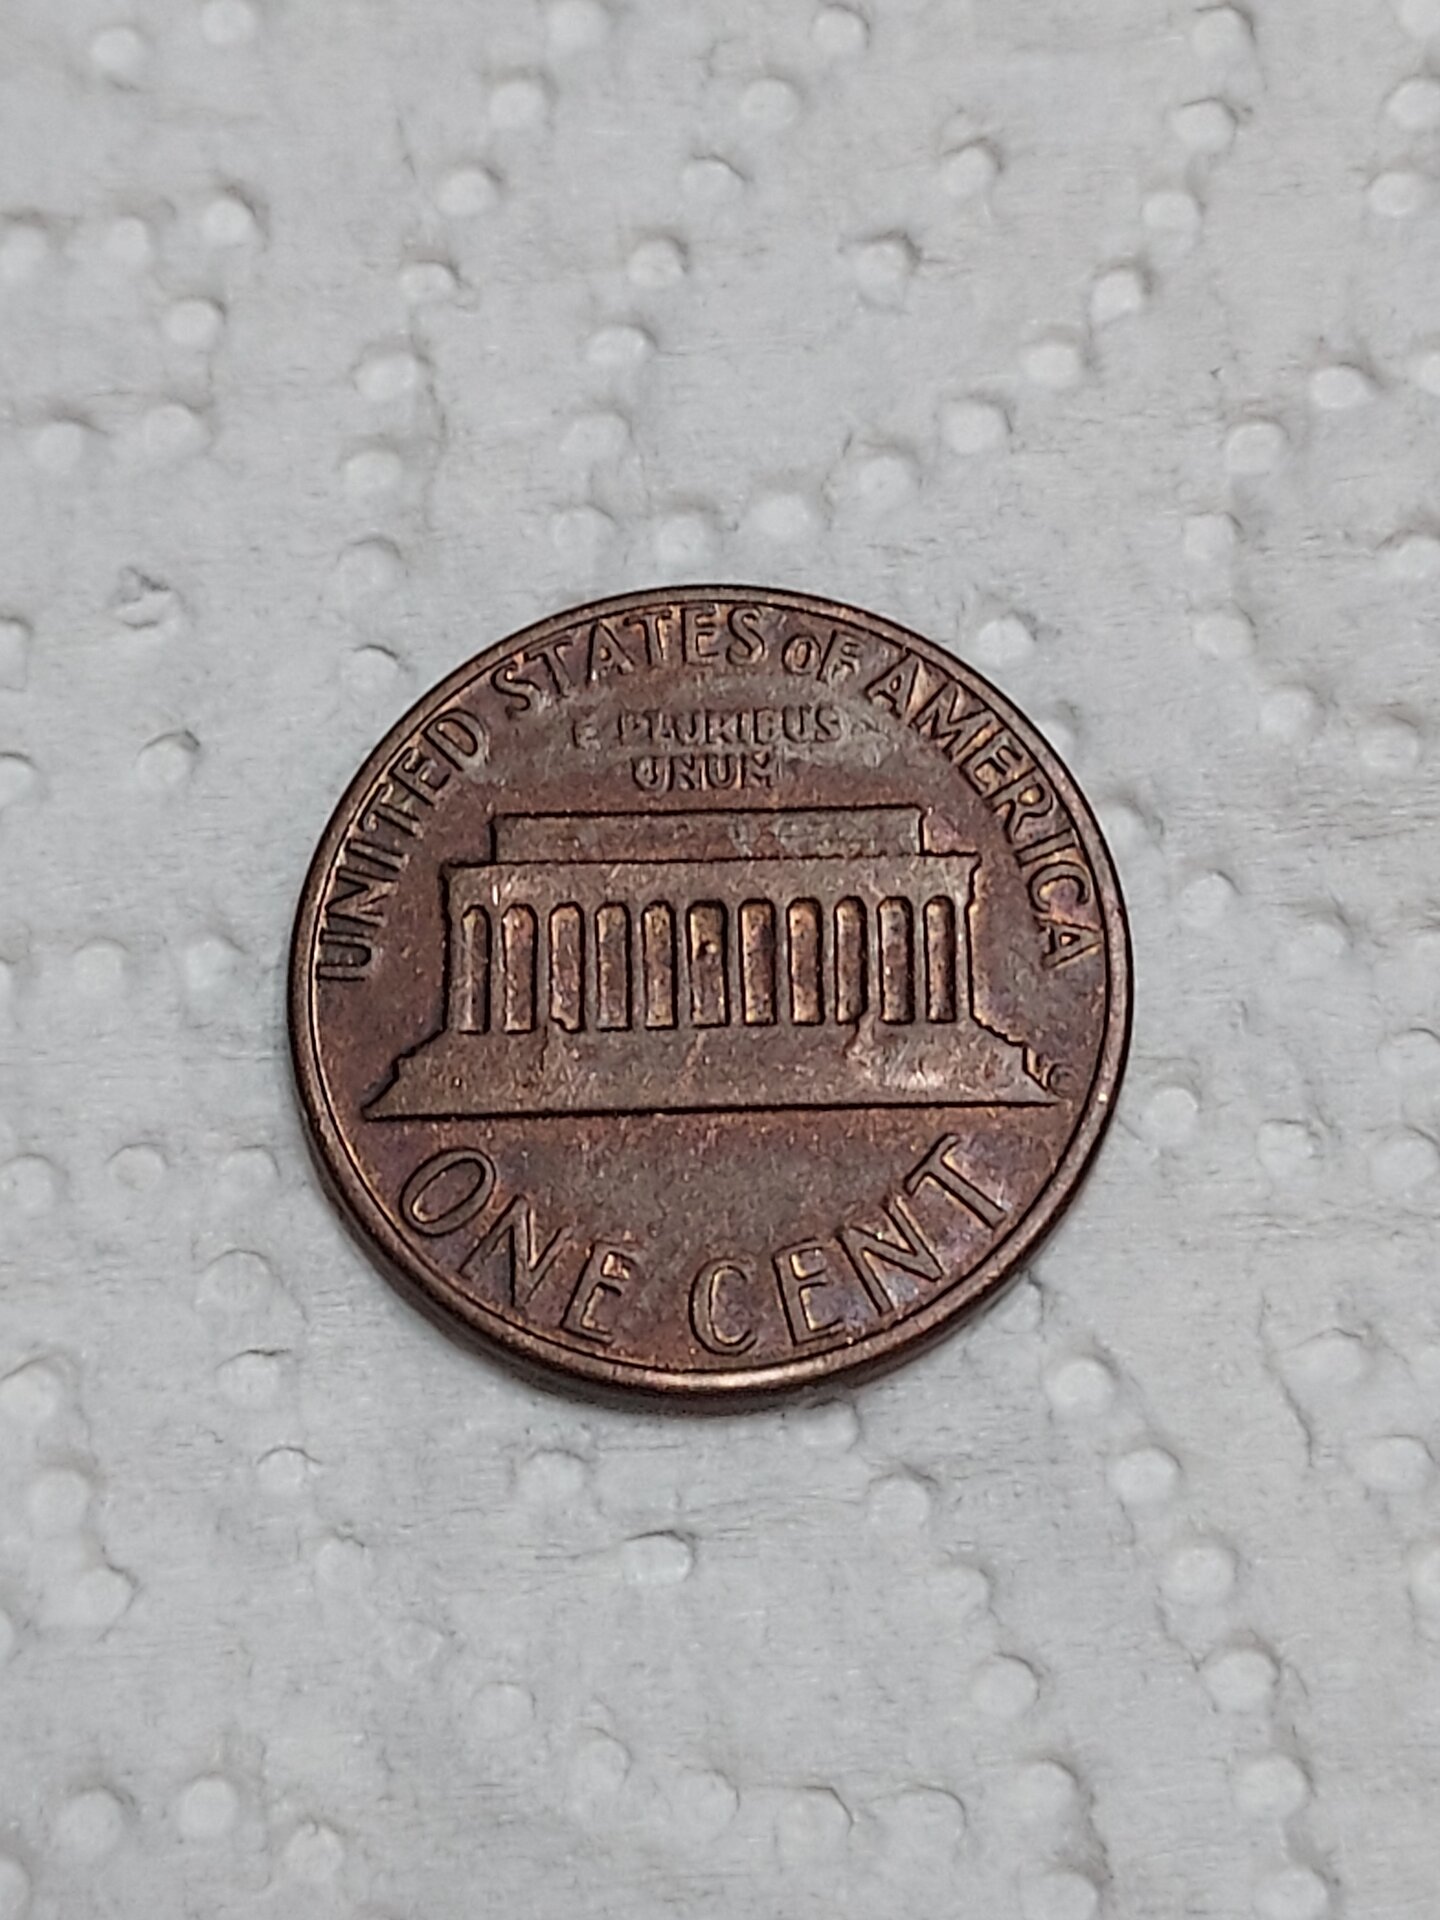 UNITED STATES OF AMERICA
E PLURIBUS
UNUM
ONE CENT